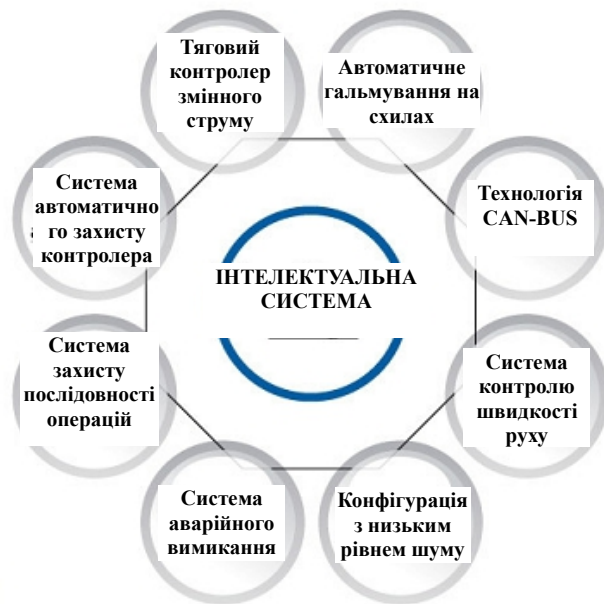 Тяговий
контролер
змінного
струму
Автоматичне
гальмування на
схилах
Система
автоматично
го захисту
контролера
Технологія
CAN-BUS
ІНТЕЛЕКТУАЛЬНА
СИСТЕМА
Система
захисту
послідовності
операцій
Система
контролю
швидкості
руху
Система
аварійного
вимикання
Конфігурація
з низьким
рівнем шуму